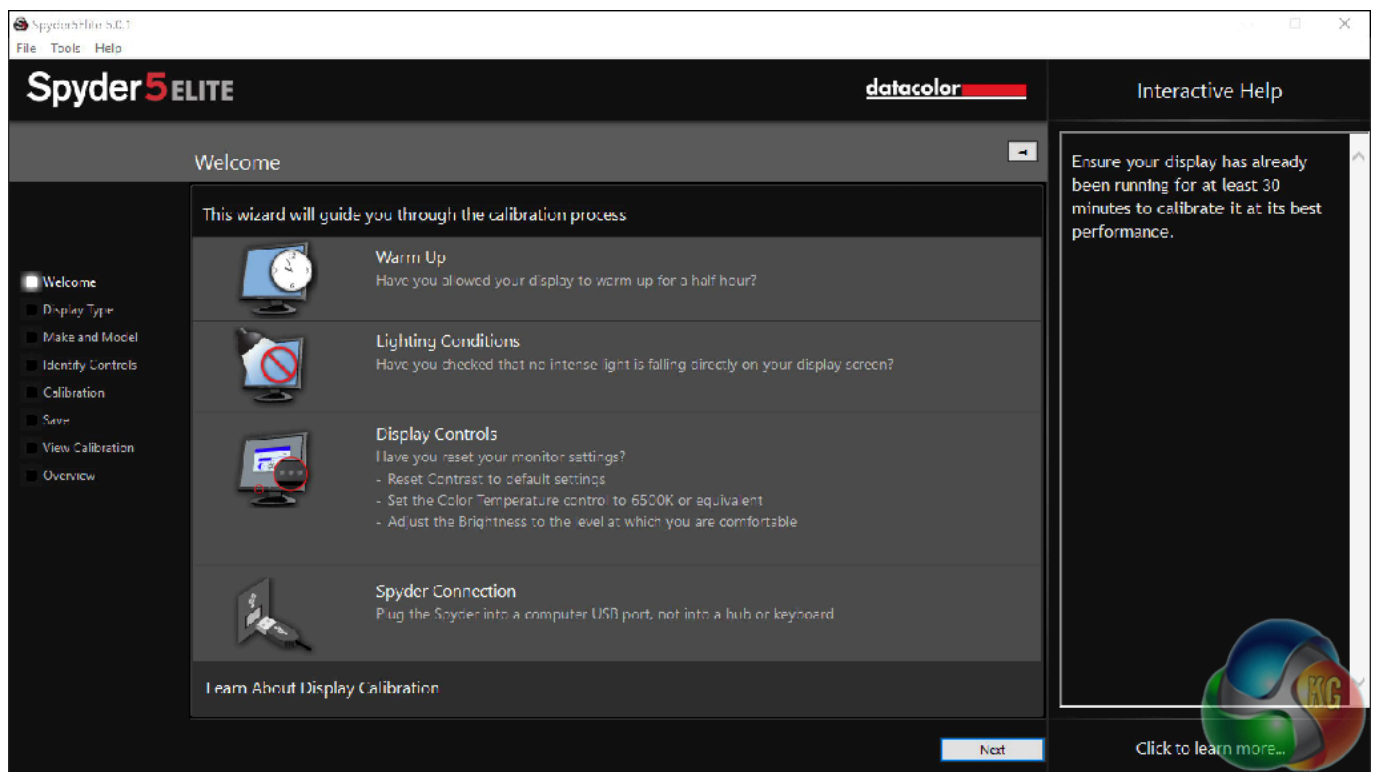 Spyder5Elite 5.0.1
File Tools Help
Spyder5ELITE
datacolor
Interactive Help
Welcome
Ensure your display has already
been running for at least 30
minutes to calibrate it at its best
performance.
This wizard will guide you through the calibration process
Warm Up
Have you allowed your display to warm up for a half hour?
Welcome
Display Type
Make and Model
Identify Controls
Calibration
Save
View Calibration
Overview
Lighting Conditions
Have you checked that no intense light is falling directly on your display screen?
Display Controls
Have you reset your monitor settings?
- Reset Contrast to default settings
- Set the Color Temperature control to 6500K or equivalent
- Adjust the Brightness to the level at which you are comfortable
Spyder Connection
Plug the Spyder into a computer USB port, not into a hub or keyboard
Learn About Display Calibration
KG
Next
Click to learn more...